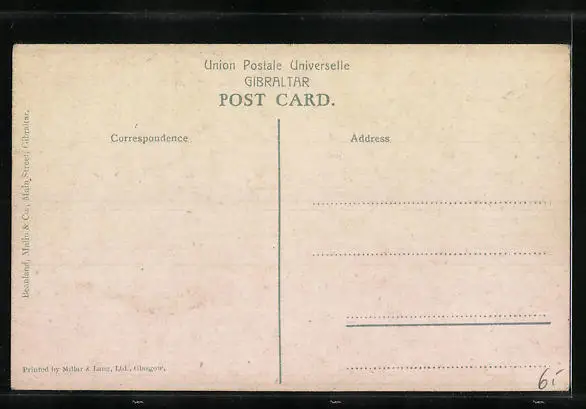 Union Postale Universelle
GIBRALTAR
POST CARD.
Correspondence
Address
Beanland, Malin & Co., Main Street, Gibraltar.
Printed by Millar & Lang, Ltd., Glasgow.
6.-